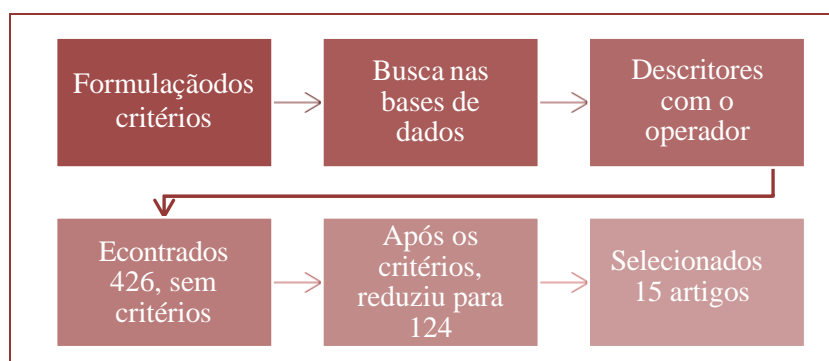 Formulaçãodos
critérios
Busca nas
bases de
dados
Descritores
com o
operador
Econtrados
426, sem
critérios
Após os
critérios,
reduziu para
124
Selecionados
15 artigos